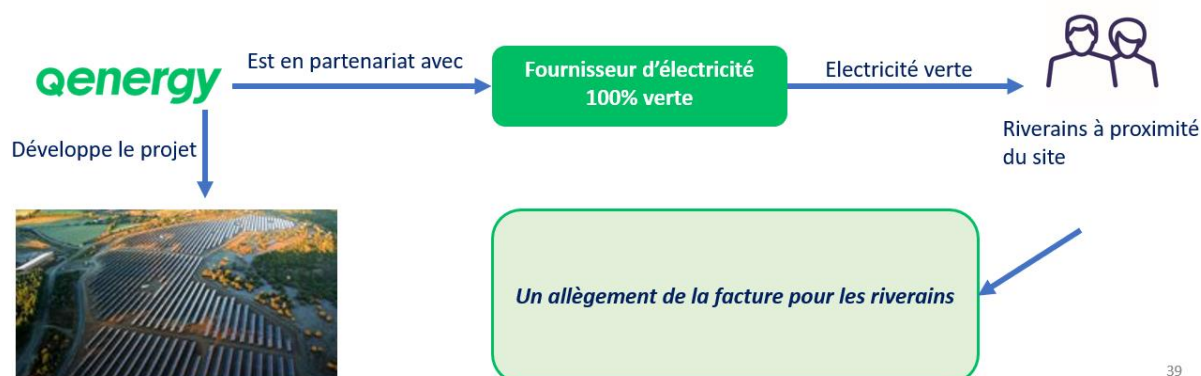 Qenergy
Est en partenariat avec
Fournisseur d'électricité
100% verte
Electricité verte
Riverains à proximité
du site
Développe le projet
Un allègement de la facture pour les riverains
39